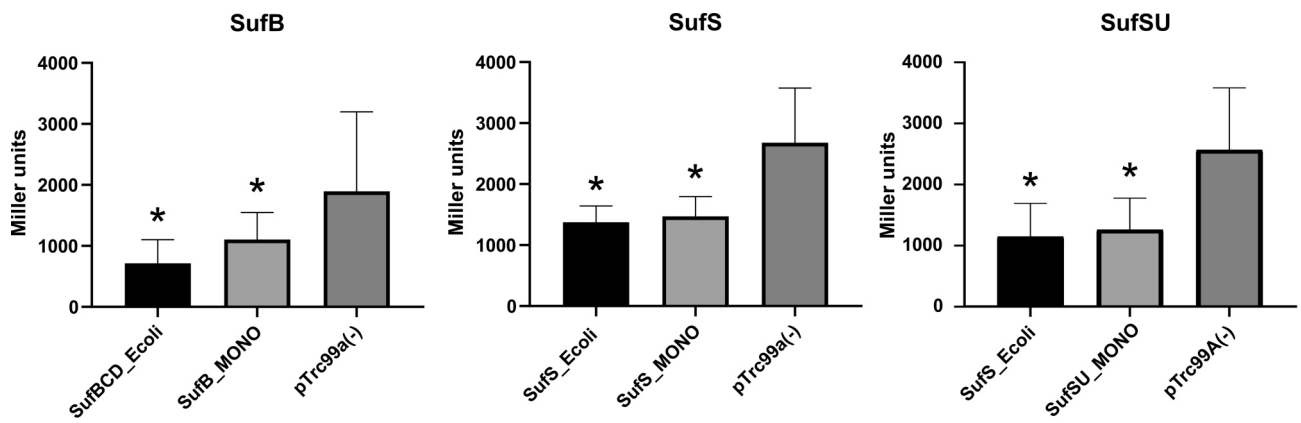 SufB
Miller units
4000
3000
2000
1000
0
*
*
SufBCD_Ecoli
SufB_MONO
pTrc99a(-)
SufS
Miller units
4000
3000
2000
1000
0
*
*
SufS_Ecoli
SufS_MONO
pTrc99a(-)
SufSU
Miller units
4000
3000
2000
1000
0
*
*
SufS_Ecoli
SufSU_MONO
pTrc99A(-)